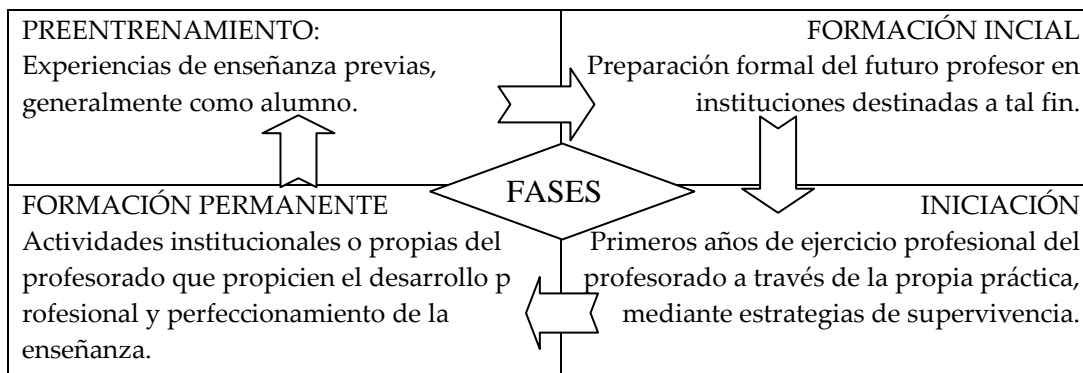 PREENTRENAMIENTO:
Experiencias de enseñanza previas,
generalmente como alumno.
FORMACIÓN INCIAL
Preparación formal del futuro profesor en
instituciones destinadas a tal fin.
FASES
FORMACIÓN PERMANENTE
Actividades institucionales o propias del
profesorado que propicien el desarrollo p
rofesional y perfeccionamiento de la
enseñanza.
INICIACIÓN
Primeros años de ejercicio profesional del
profesorado a través de la propia práctica,
mediante estrategias de supervivencia.